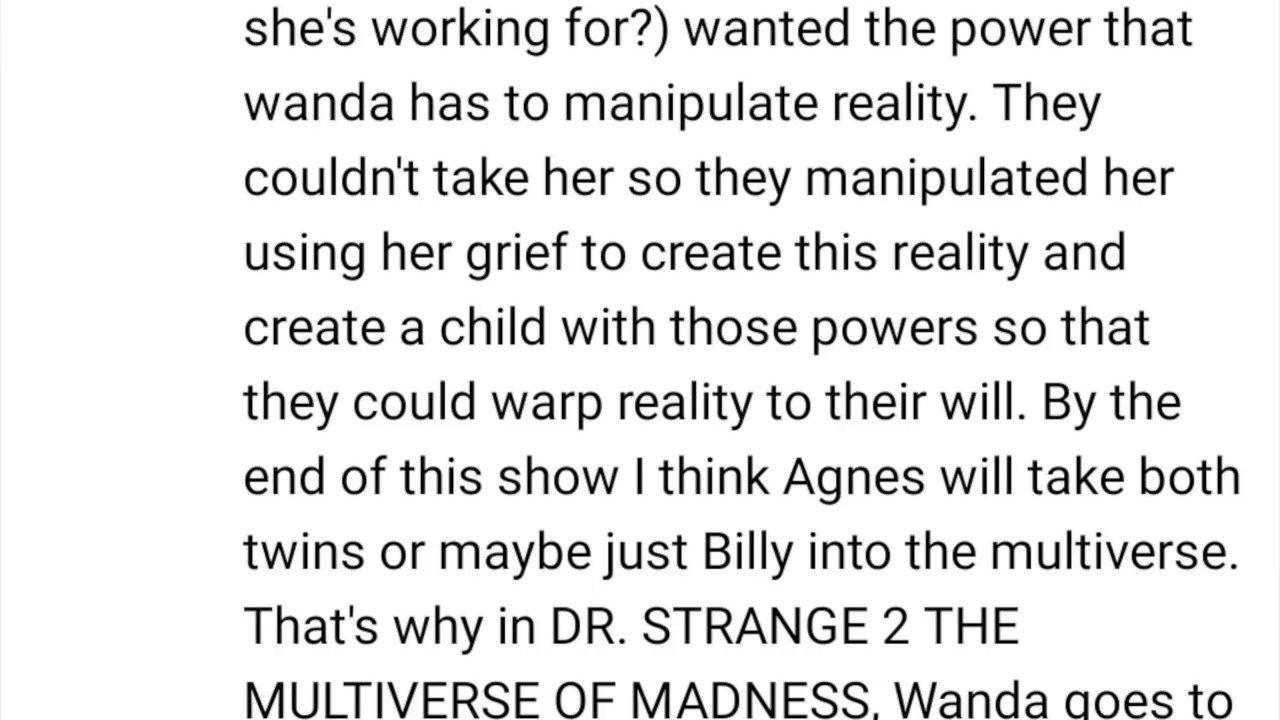 she's working for?) wanted the power that
wanda has to manipulate reality. They
couldn't take her so they manipulated her
using her grief to create this reality and
create a child with those powers so that
they could warp reality to their will. By the
end of this show I think Agnes will take both
twins or maybe just Billy into the multiverse.
That's why in DR. STRANGE 2 THE
MULTIVERSE OF MADNESS, Wanda goes to